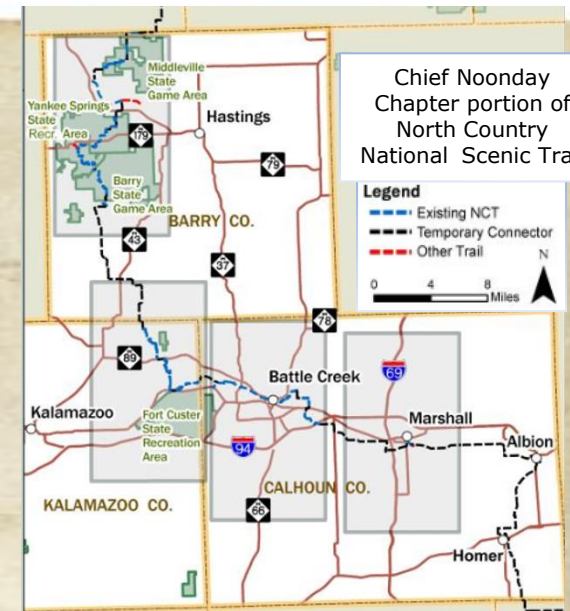 Middleville
State
Game Area
Yankee Springs
State
Recr. Area
Hastings
179
79
Barry
State
Game Area
BARRY CO.
43
37
Chief Noonday
Chapter portion of
North Country
National Scenic Tra
Legend
Existing NCT
Temporary Connector
Other Trail
N
0 4 8
Miles
78
89
69
Battle Creek
Kalamazoo
Marshall
Fort Custer
State
Recreation
Area
94
Albion
CALHOUN CO.
KALAMAZOO CO.
66
Homer